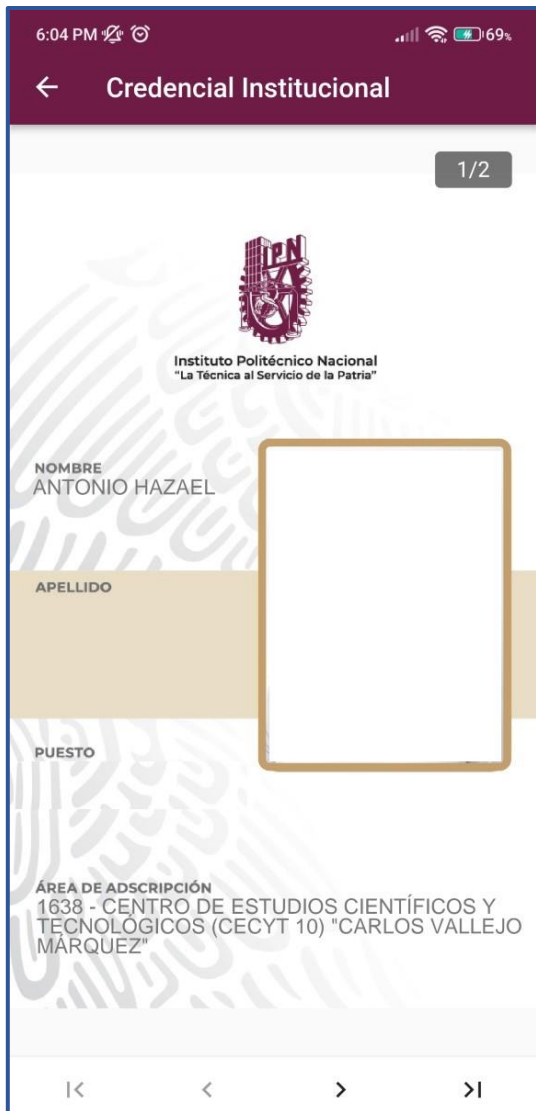 6:04 PM
69%
Credencial Institucional
1/2
IPN
Instituto Politécnico Nacional
"La Técnica al Servicio de la Patria"
NOMBRE
ANTONIO HAZAEL
APELLIDO
PUESTO
ÁREA DE ADSCRIPCIÓN
1638 - CENTRO DE ESTUDIOS CIENTÍFICOS Y
TECNOLÓGICOS (CECYT 10) "CARLOS VALLEJO
MÁRQUEZ"